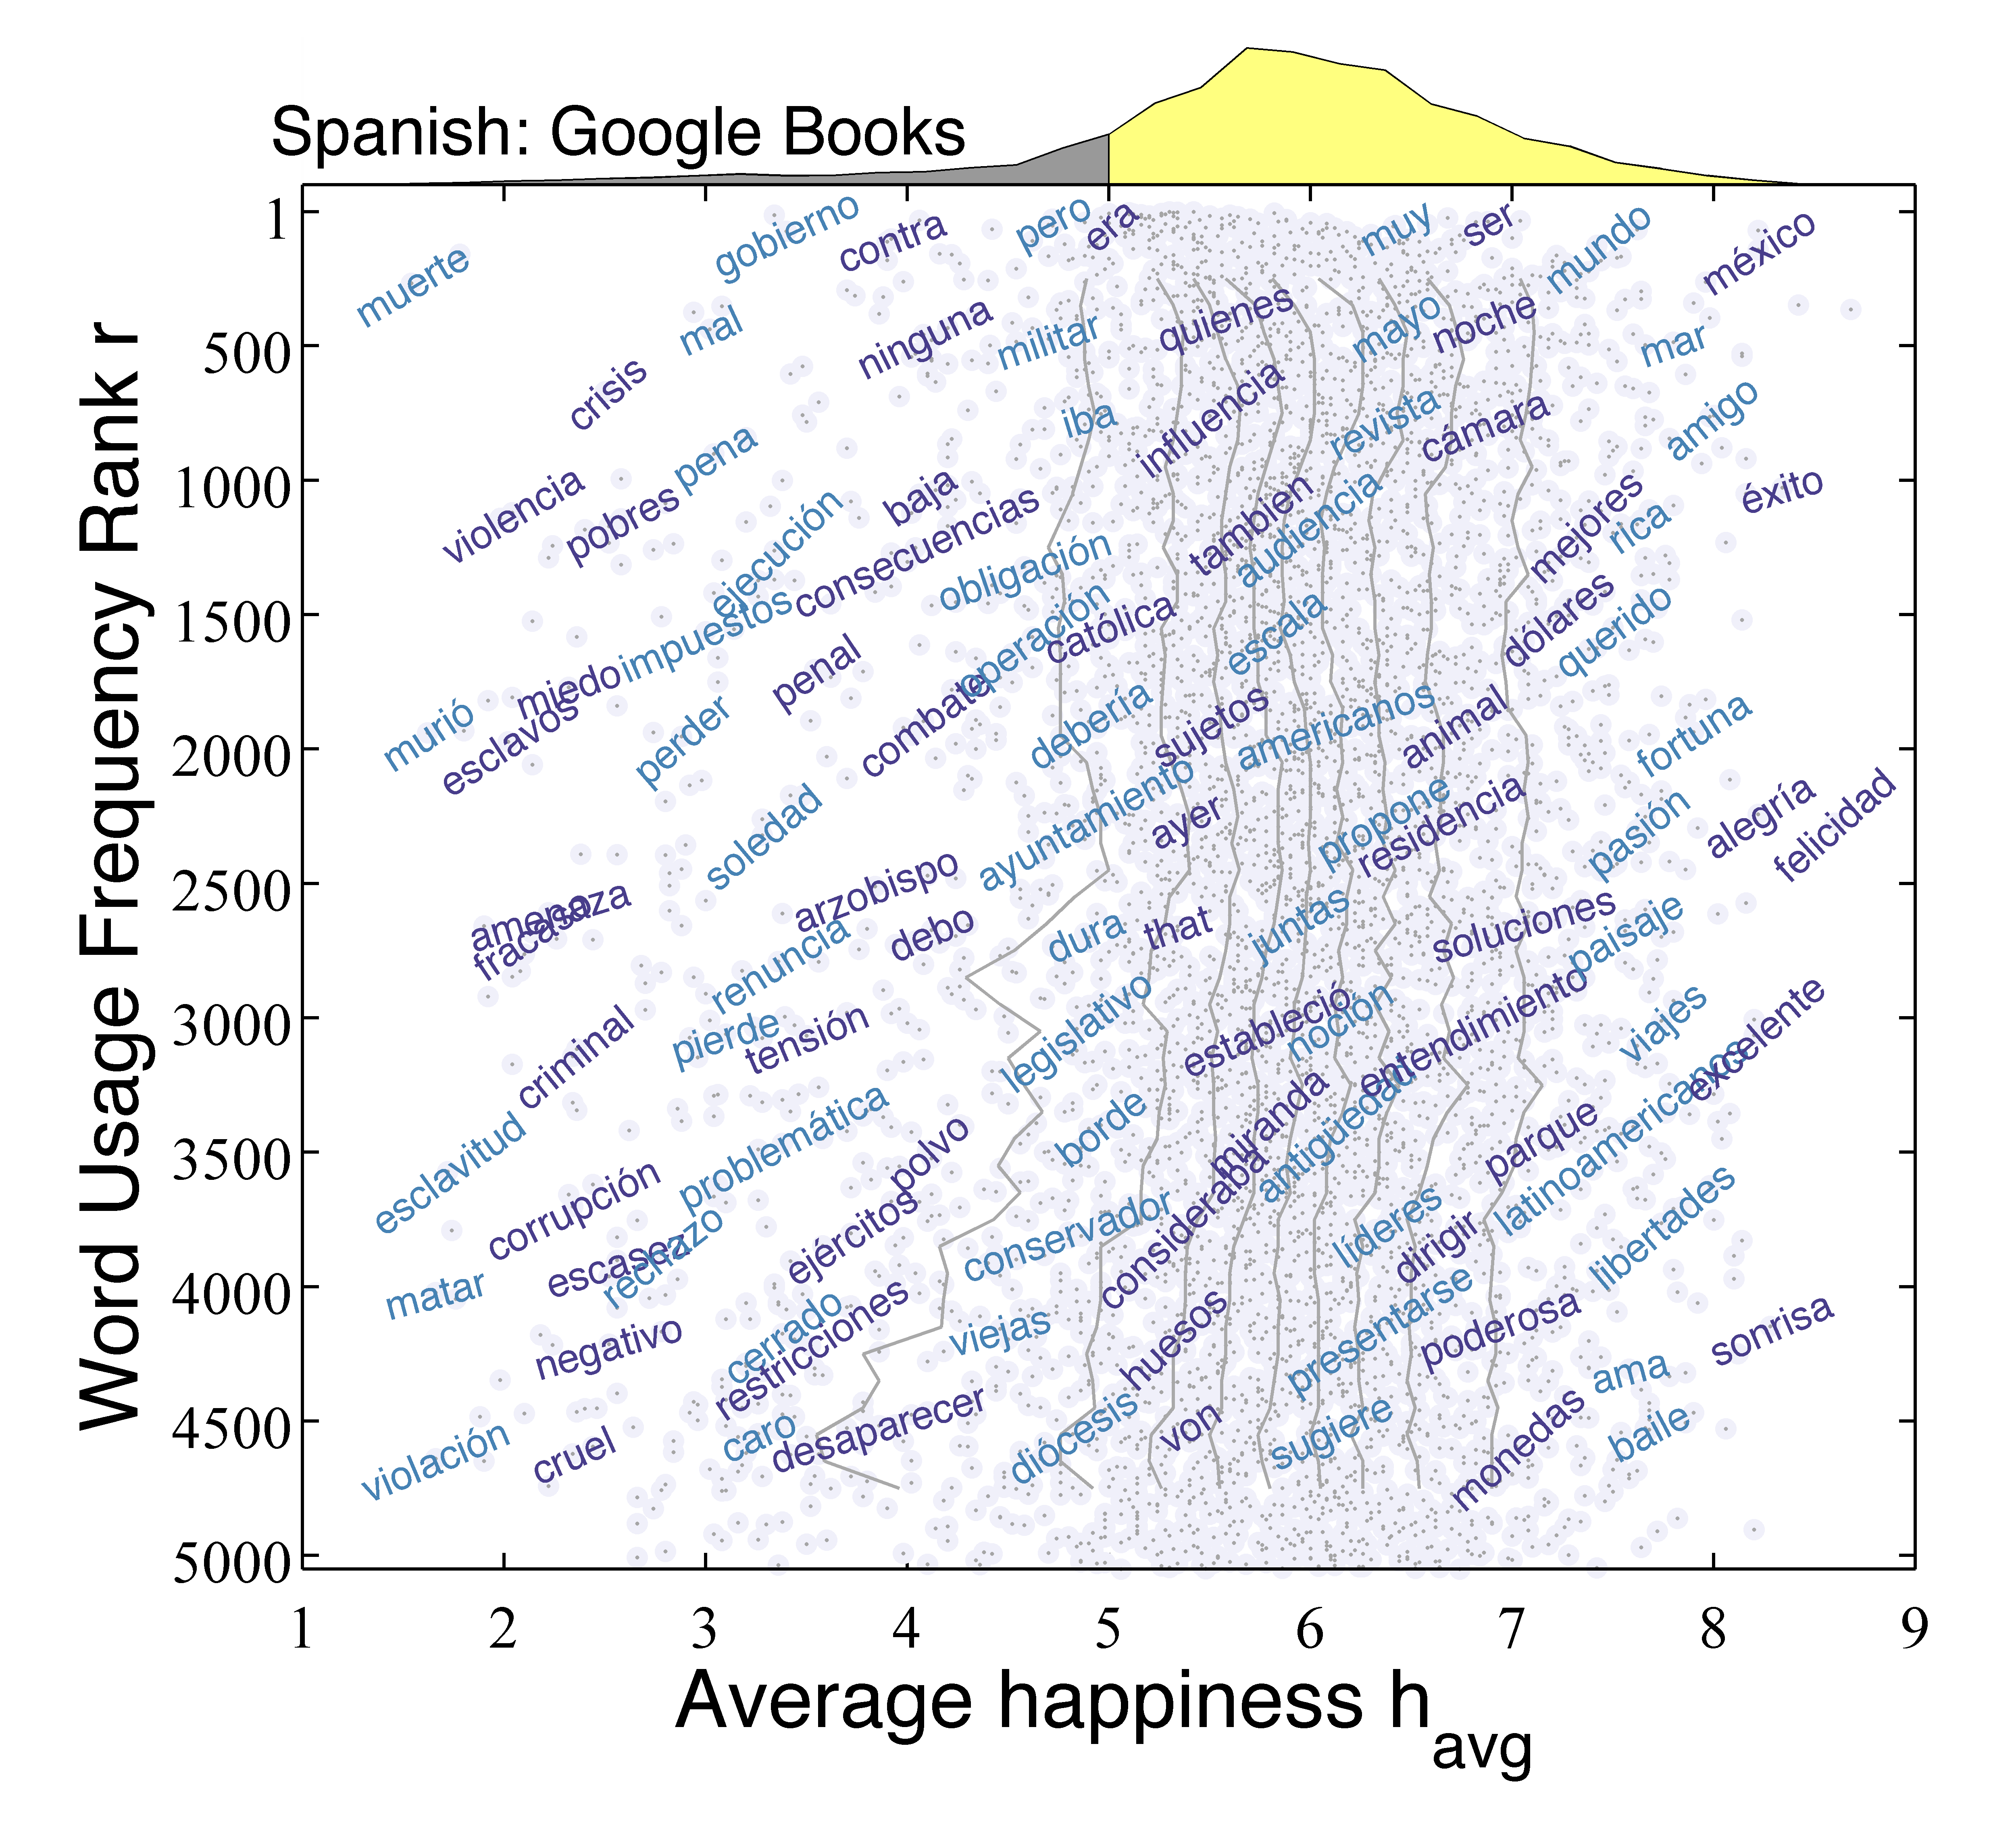 Spanish: Google Books
Word Usage Frequency Rank r
1
500
1000
1500
2000
2500
3000
3500
4000
4500
5000
muerte
gobierno
contra
pero
era
muy
ser
mundo
méxico
mal
ninguna
militar
quienes
mayo
noche
mar
crisis
iba
influencia
revista
cámara
amigo
violencia
pobres
pena
baja
ejecución
consecuencias
obligación
tambien
audiencia
mejores
rica
éxito
impuestos
operación
católica
escala
dólares
querido
murió
miedo
esclavos
penal
perder
combate
debería
sujetos
americanos
animal
fortuna
soledad
ayuntamiento
ayer
propone
residencia
pasión
alegría
felicidad
amenaza
fracaso
arzobispo
renuncia
debo
dura
that
juntas
soluciones
paisaje
criminal
pierde
tensión
legislativo
estableció
noción
entendimiento
viajes
excelente
esclavitud
problemática
polvo
borde
miranda
antigüedad
parque
latinoamericanos
corrupción
escasez
rechazo
ejércitos
conservador
consideraba
líderes
dirigir
libertades
matar
negativo
cerrado
restricciones
viejas
huesos
presentarse
poderosa
ama
sonrisa
violación
cruel
caro
desaparecer
diócesis
von
sugiere
monedas
baile
1 2 3 4 5 6 7 8 9
Average happiness h avg